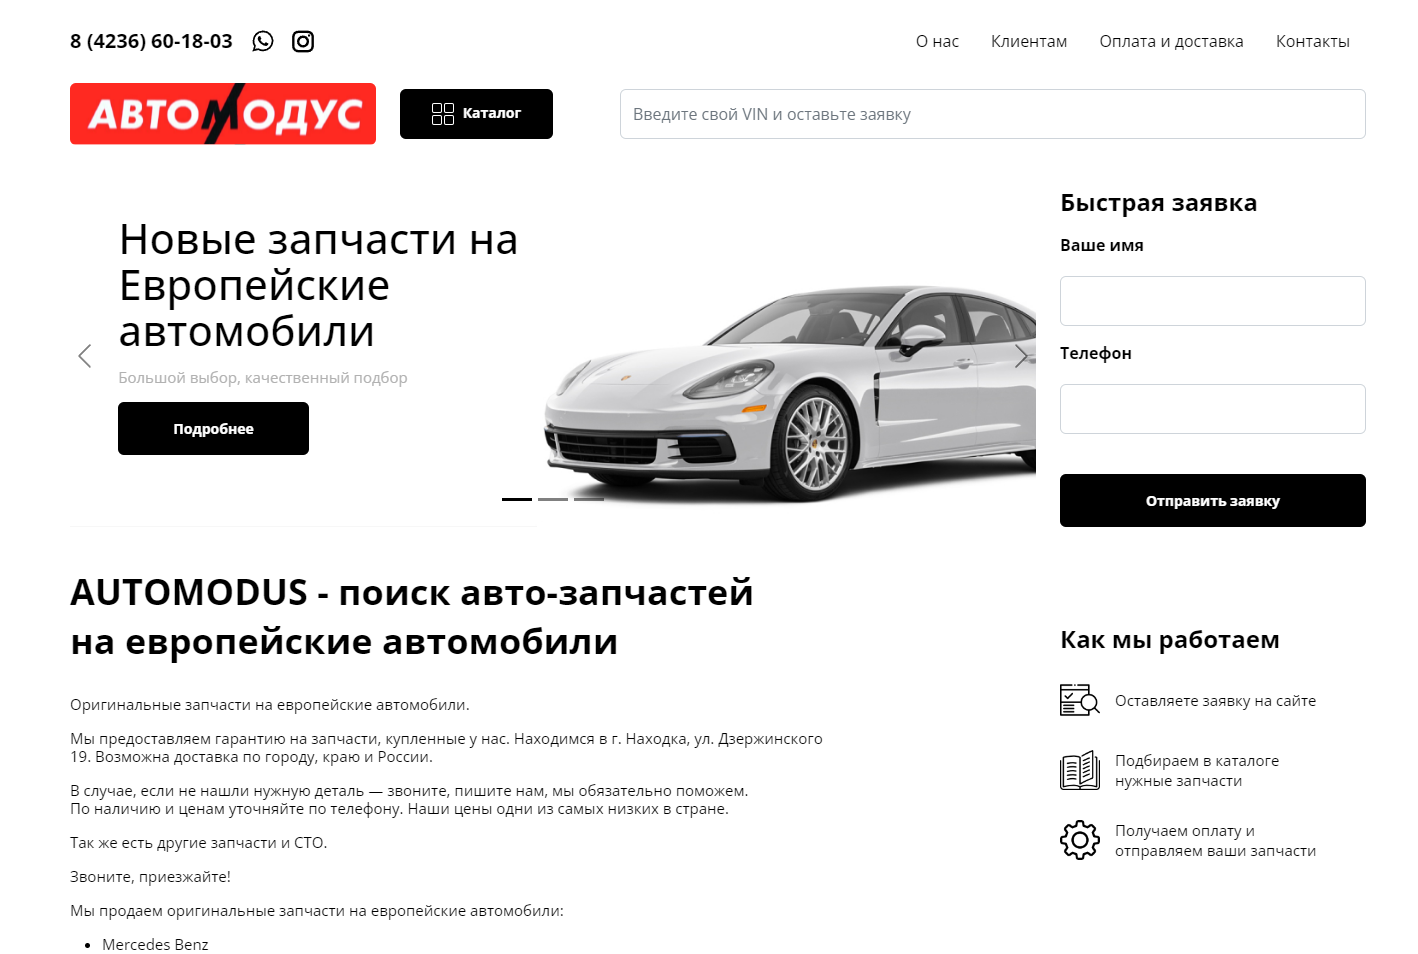 8 (4236) 60-18-03
О нас
Клиентам
Оплата и доставка
Контакты
АВТОМОДУС
Каталог
Введите свой VIN и оставьте заявку
Новые запчасти на
Европейские
автомобили
Большой выбор, качественный подбор
Подробнее
Быстрая заявка
Ваше имя
Телефон
Отправить заявку
AUTOMODUS - поиск авто-запчастей
на европейские автомобили
Оригинальные запчасти на европейские автомобили.
Мы предоставляем гарантию на запчасти, купленные у нас. Находимся в г. Находка, ул. Дзержинского
19. Возможна доставка по городу, краю и России.
В случае, если не нашли нужную деталь — звоните, пишите нам, мы обязательно поможем.
По наличию и ценам уточняйте по телефону. Наши цены одни из самых низких в стране.
Так же есть другие запчасти и СТО.
Звоните, приезжайте!
Мы продаем оригинальные запчасти на европейские автомобили:
• Mercedes Benz
Как мы работаем
Оставляете заявку на сайте
Подбираем в каталоге
нужные запчасти
Получаем оплату и
отправляем ваши запчасти